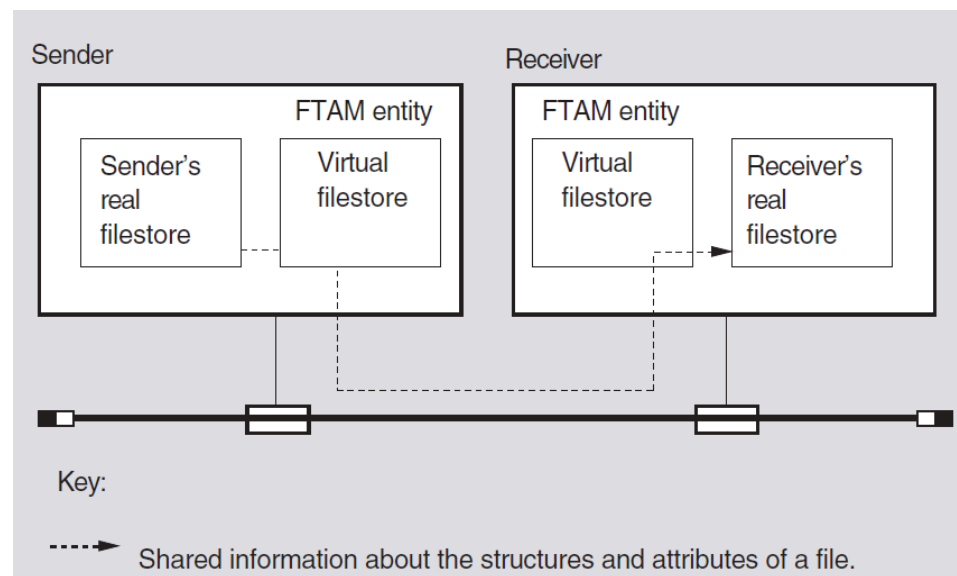 Sender
Receiver
FTAM entity
Sender's
real
filestore
Virtual
filestore
FTAM entity
Virtual
filestore
Receiver's
real
filestore
Key:
Shared information about the structures and attributes of a file.